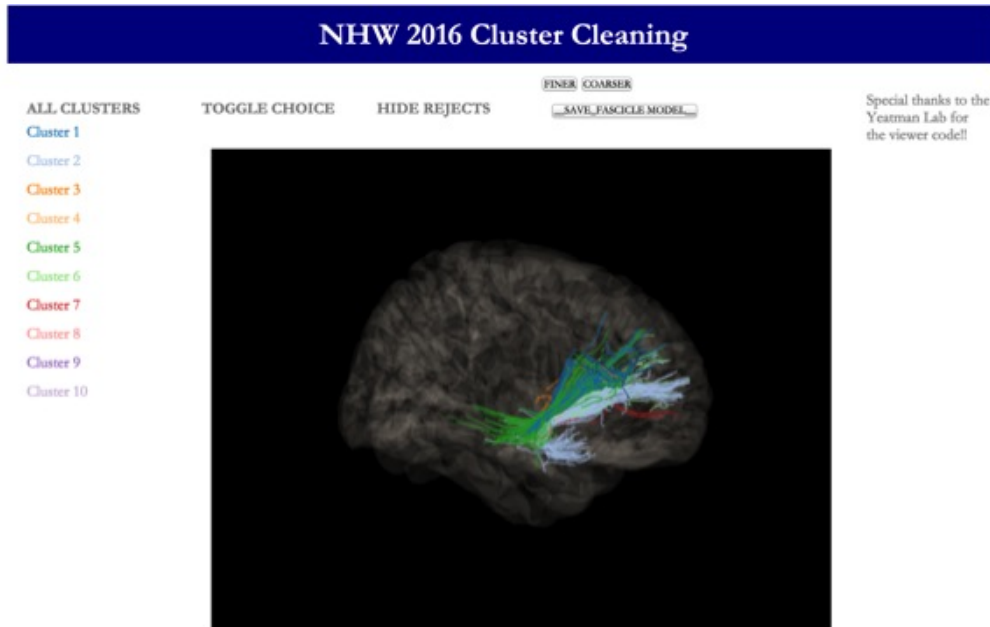 NHW 2016 Cluster Cleaning
FINER COARSER
ALL CLUSTERS TOGGLE CHOICE HIDE REJECTS __SAVE_FASCICLE MODEL__
Special thanks to the
Yeatman Lab for
the viewer code!!
Cluster 1
Cluster 2
Cluster 3
Cluster 4
Cluster 5
Cluster 6
Cluster 7
Cluster 8
Cluster 9
Cluster 10